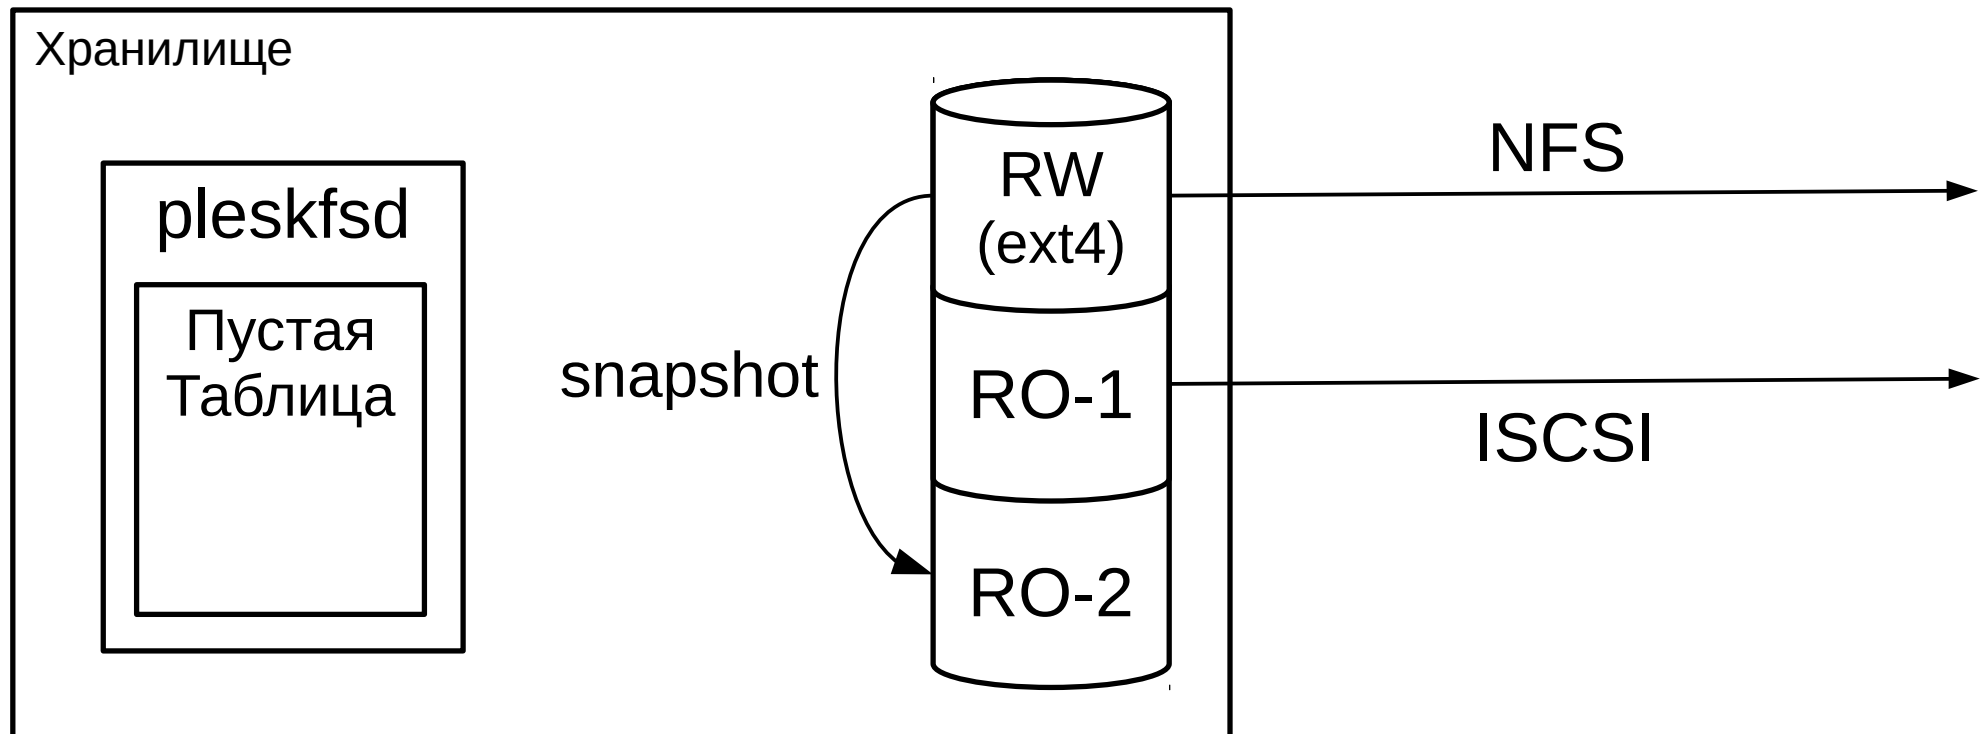 Хранилище
pleskfsd
Пустая
Таблица
snapshot
RW
(ext4)
RO-1
RO-2
NFS
ISCSI